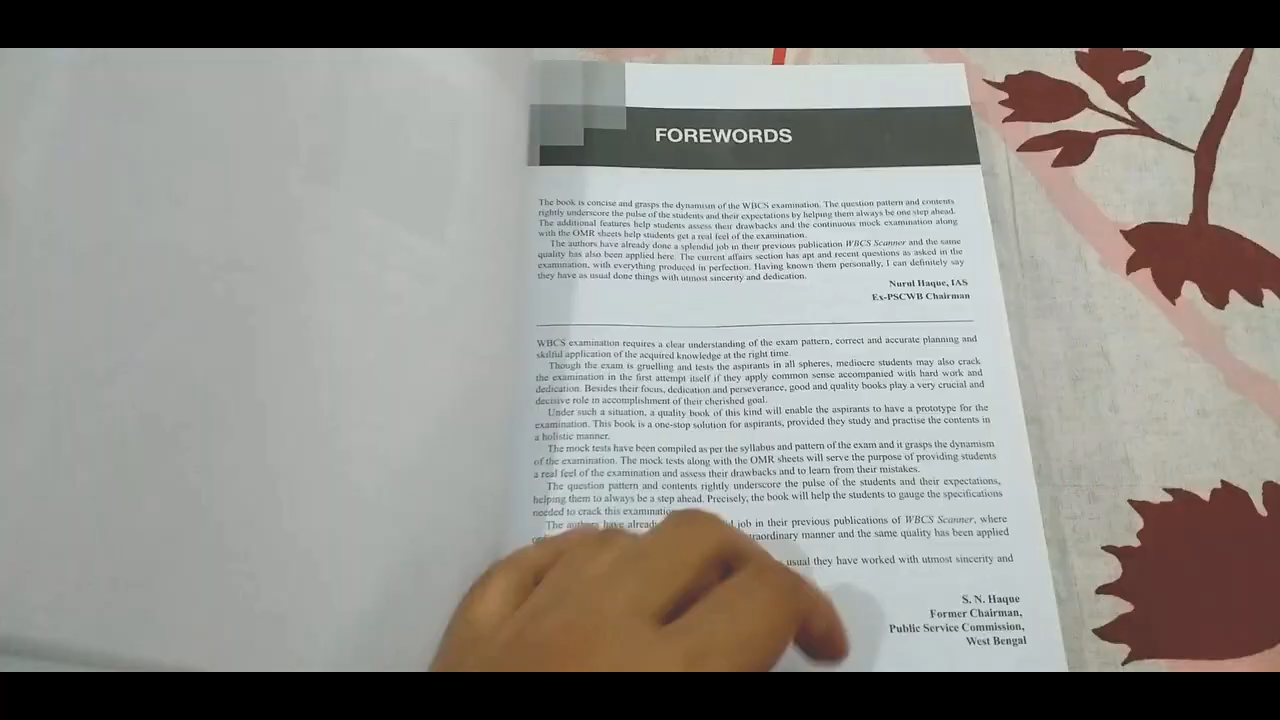 FOREWORDS
The book is concise and grasps the dynamism of the WBCS examination. The question pattern and contents
rightly underscore the pulse of the students and their expectations by helping them always be one step ahead.
The additional features help students assess their drawbacks and the continuous mock examination along
with the OMR sheets help students get a real feel of the examination.
The authors have already done a splendid job in their previous publication WBCS Scanner and the same
quality has also been applied here. The current affairs section has apt and recent questions as asked in the
examination, with everything produced in perfection. Having known them personally, I can definitely say
they have as usual done things with utmost sincerity and dedication.
Nurul Haque, IAS
Ex-PSCWB Chairman
WBCS examination requires a clear understanding of the exam pattern, correct and accurate planning and
skilful application of the acquired knowledge at the right time.
Though the exam is gruelling and tests the aspirants in all spheres, mediocre students may also crack
the examination in the first attempt itself if they apply common sense accompanied with hard work and
dedication. Besides their focus, dedication and perseverance, good and quality books play a very crucial and
decisive role in accomplishment of their cherished goal.
Under such a situation, a quality book of this kind will enable the aspirants to have a prototype for the
examination. This book is a one-stop solution for aspirants, provided they study and practise the contents in
a holistic manner.
The mock tests have been compiled as per the syllabus and pattern of the exam and it grasps the dynamism
of the examination. The mock tests along with the OMR sheets will serve the purpose of providing students
a real feel of the examination and assess their drawbacks and to learn from their mistakes.
The question pattern and contents rightly underscore the pulse of the students and their expectations,
helping them to always be a step ahead. Precisely, the book will help the students to gauge the specifications
needed to crack this examination
The authors have already job in their previous publications of WBCS Scanner, where
traordinary manner and the same quality has been applied
usual they have worked with utmost sincerity and
S. N. Haque
Former Chairman,
Public Service Commission,
West Bengal